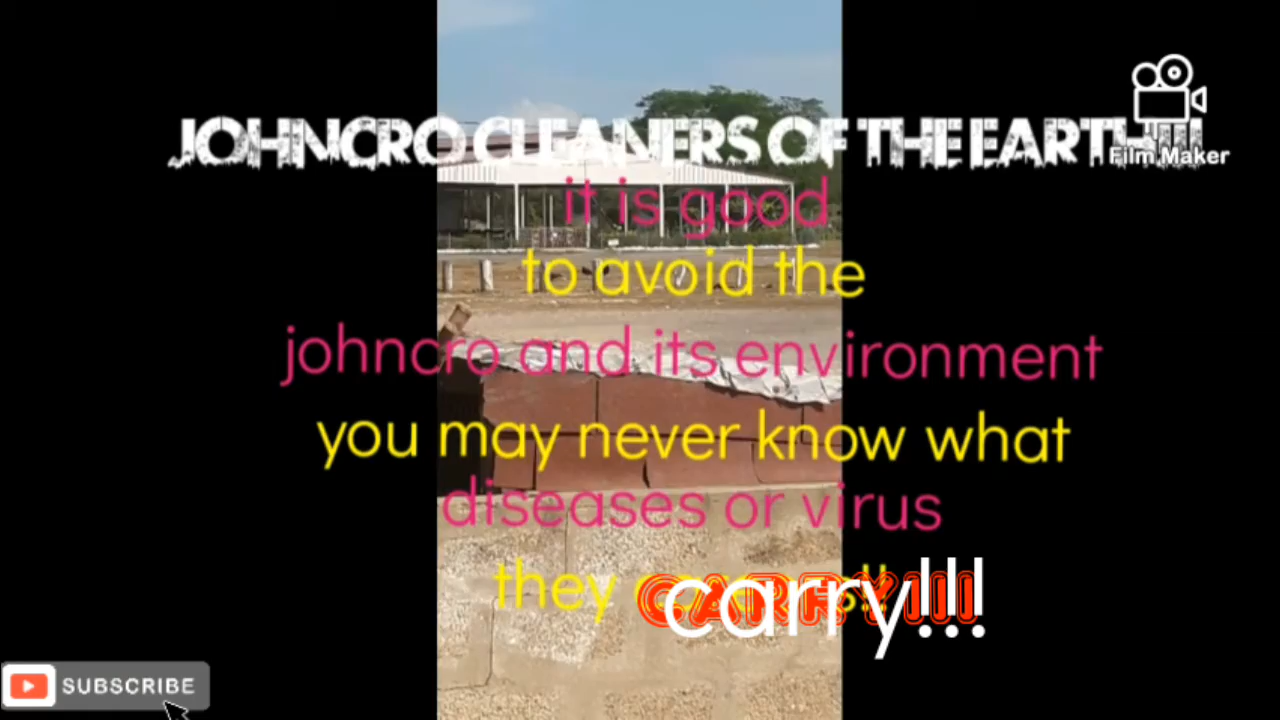 JOHNCRO CLEANERS OF THE EARTH!!!
Film Maker
it is good
to avoid the
johncro and its environment
you may never know what
diseases or virus
they
carry!!!
CARRY!!!
SUBSCRIBE